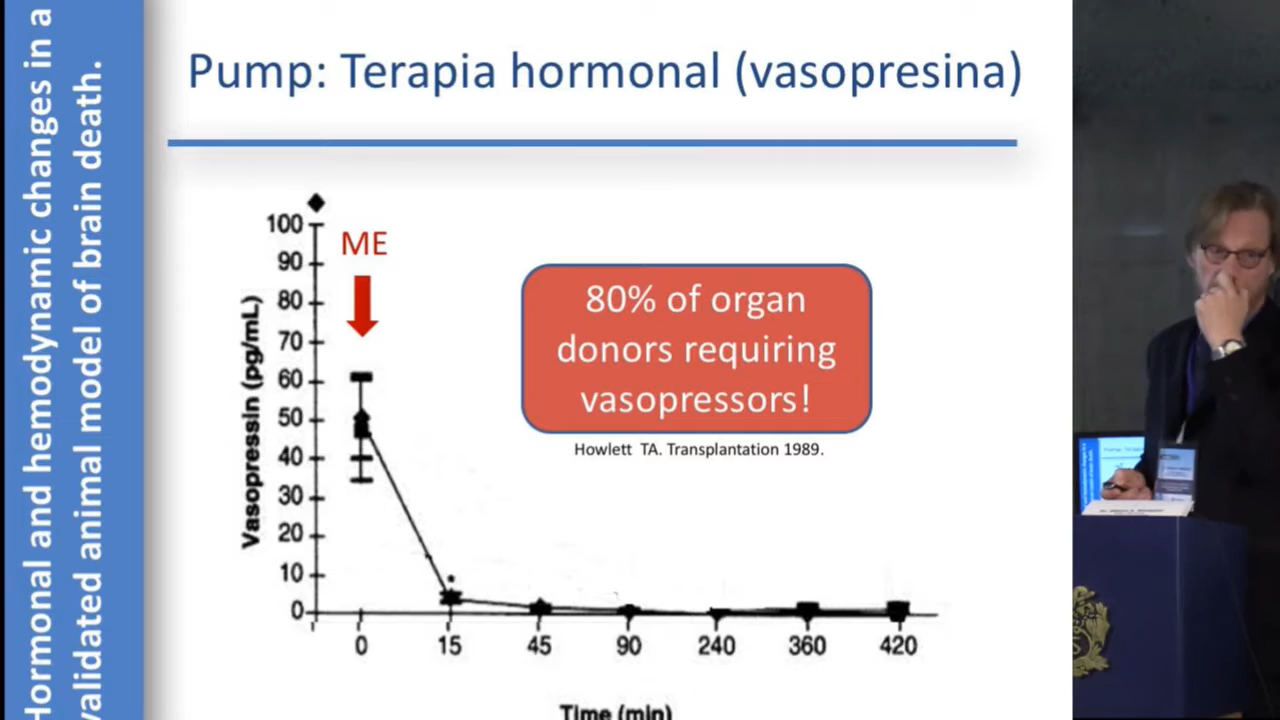 Hormonal and hemodynamic changes in a
validated animal model of brain death.
Pump: Terapia hormonal (vasopresina)
100
90
80
70
60
50
40
30
20
10
0
Vasopressin (pg/mL)
ME
80% of organ
donors requiring
vasopressors!
Howlett TA. Transplantation 1989.
0 15 45 90 240 360 420
Time (min)